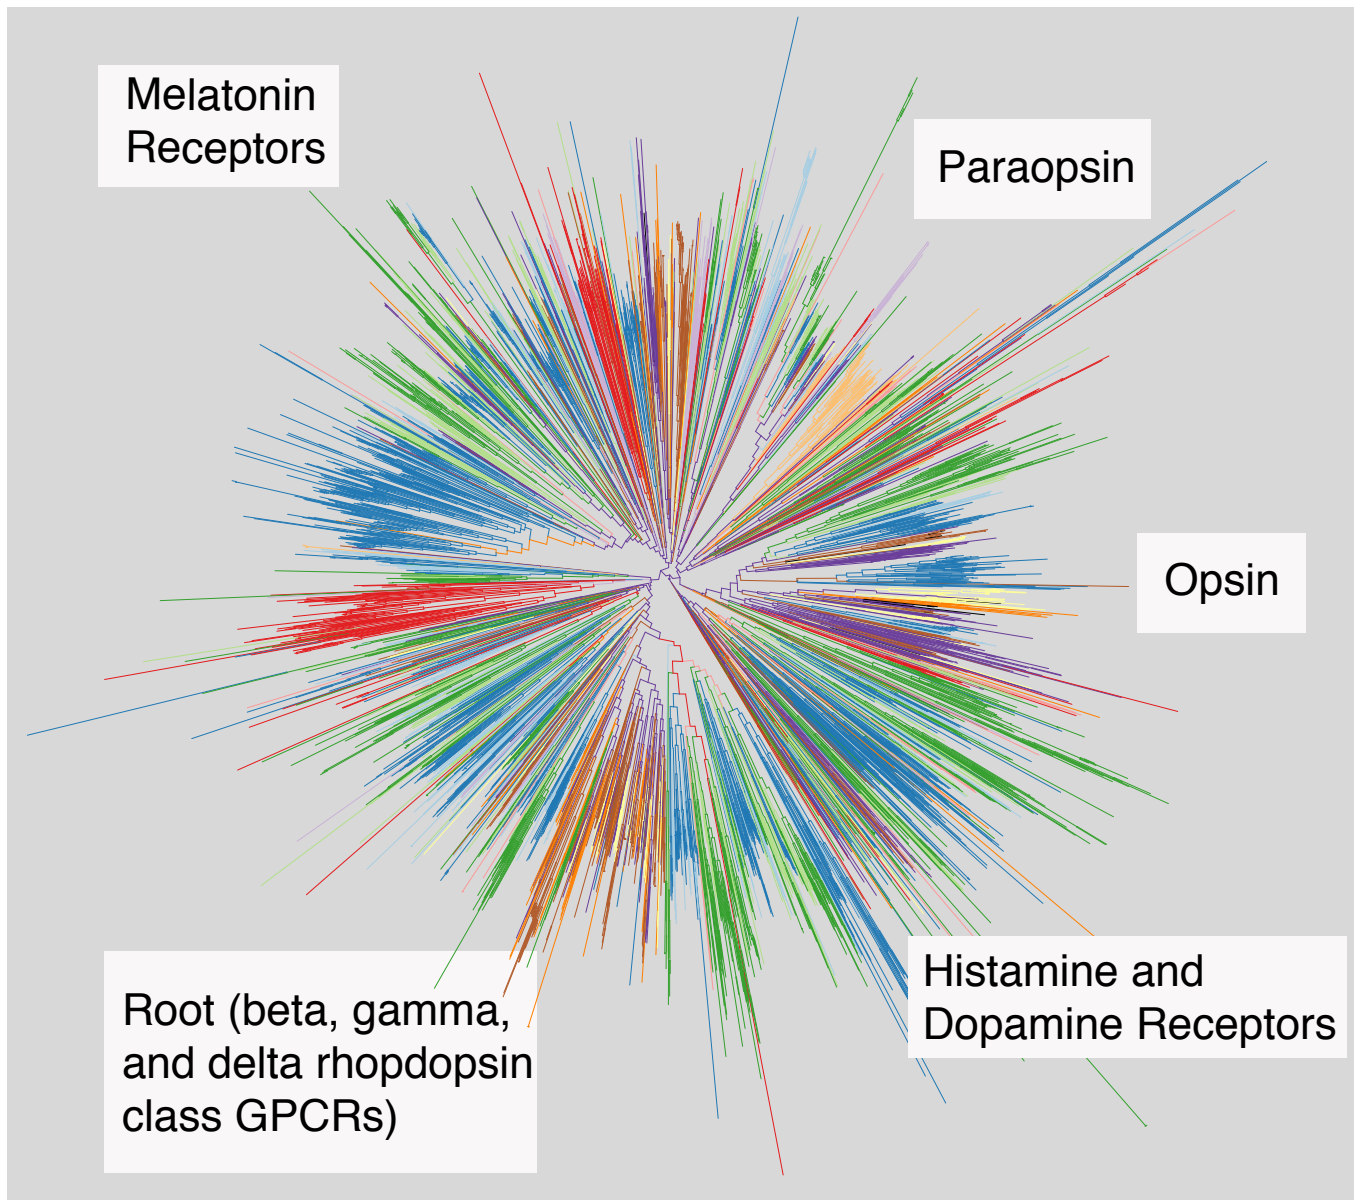 Melatonin
Receptors
Paraopsin
Opsin
Histamine and
Dopamine Receptors
Root (beta, gamma,
and delta rhopdopsin
class GPCRs)